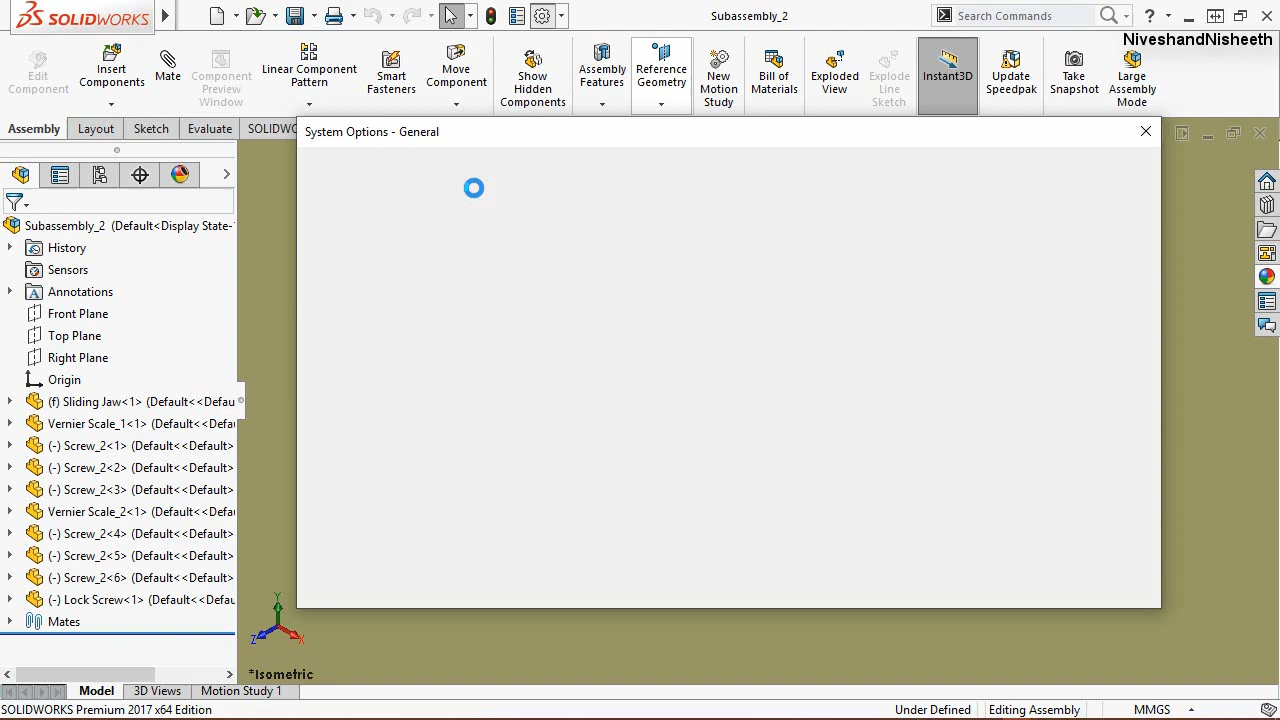 SOLIDWORKS
Subassembly_2
Search Commands
NiveshandNisheeth
Edit Component
Insert Components
Mate
Component Preview Window
Linear Component Pattern
Smart Fasteners
Move Component
Show Hidden Components
Assembly Features
Reference Geometry
New Motion Study
Bill of Materials
Exploded View
Explode Line Sketch
Instant3D
Update Speedpak
Take Snapshot
Large Assembly Mode
Assembly
Layout
Sketch
Evaluate
SOLIDWO
System Options - General
Subassembly_2 (Default<Display State-
History
Sensors
Annotations
Front Plane
Top Plane
Right Plane
Origin
(f) Sliding Jaw<1> (Default<<Defau
Vernier Scale_1<1> (Default<<Defau
(-) Screw_2<1> (Default<<Default>
(-) Screw_2<2> (Default<<Default>
(-) Screw_2<3> (Default<<Default>
Vernier Scale_2<1> (Default<<Defau
(-) Screw_2<4> (Default<<Default>
(-) Screw_2<5> (Default<<Default>
(-) Screw_2<6> (Default<<Default>
(-) Lock Screw<1> (Default<<Defau
Mates
Y
Z X
*Isometric
Model
3D Views
Motion Study 1
SOLIDWORKS Premium 2017 x64 Edition
Under Defined
Editing Assembly
MMGS